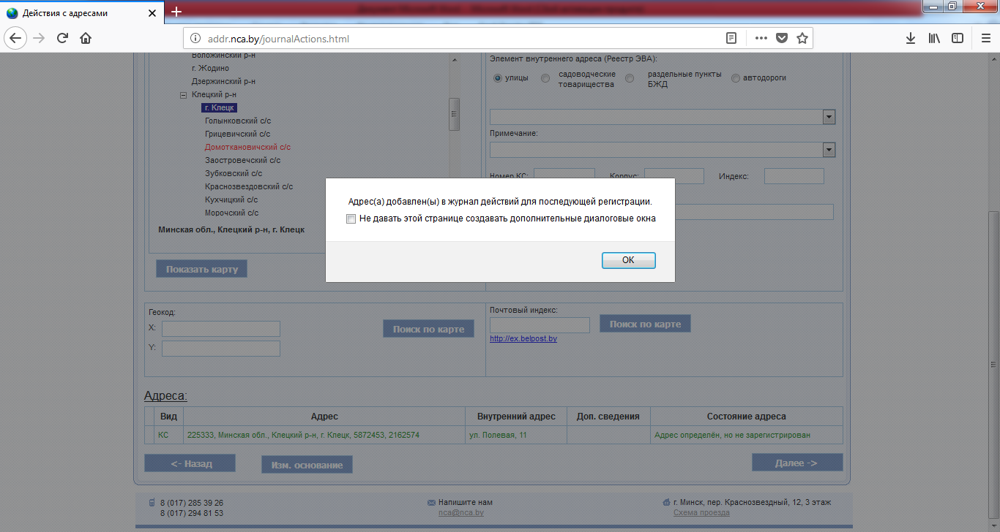 Действия с адресами
addr.nca.by/journalActions.html
Воложинский р-н
г. Жодино
Дзержинский р-н
Клецкий р-н
г. Клецк
Голынковский с/с
Грицевичский с/с
Домоткановичский с/с
Заостровечский с/с
Зубковский с/с
Краснозвездовский с/с
Кухчицкий с/с
Морочский с/с
Минская обл., Клецкий р-н, г. Клецк
Показать карту
Элемент внутреннего адреса (Реестр ЭВА):
улицы
садоводческие
товарищества
раздельные пункты
БЖД
автодороги
Примечание:
Номер КС:
Корпус:
Индекс:
Адрес(а) добавлен(ы) в журнал действий для последующей регистрации.
Не давать этой странице создавать дополнительные диалоговые окна
ОК
Геокод:
X:
Y:
Поиск по карте
Почтовый индекс:
Поиск по карте
http://ex.belpost.by
Адреса:
Вид Адрес Внутренний адрес Доп. сведения Состояние адреса
КС 225333, Минская обл., Клецкий р-н, г. Клецк, 5872453, 2162574 ул. Полевая, 11 Адрес определён, но не зарегистрирован
<- Назад
Изм. основание
Далее ->
8 (017) 285 39 26
8 (017) 294 81 53
Напишите нам
nca@nca.by
г. Минск, пер. Краснозвездный, 12, 3 этаж
Схема проезда